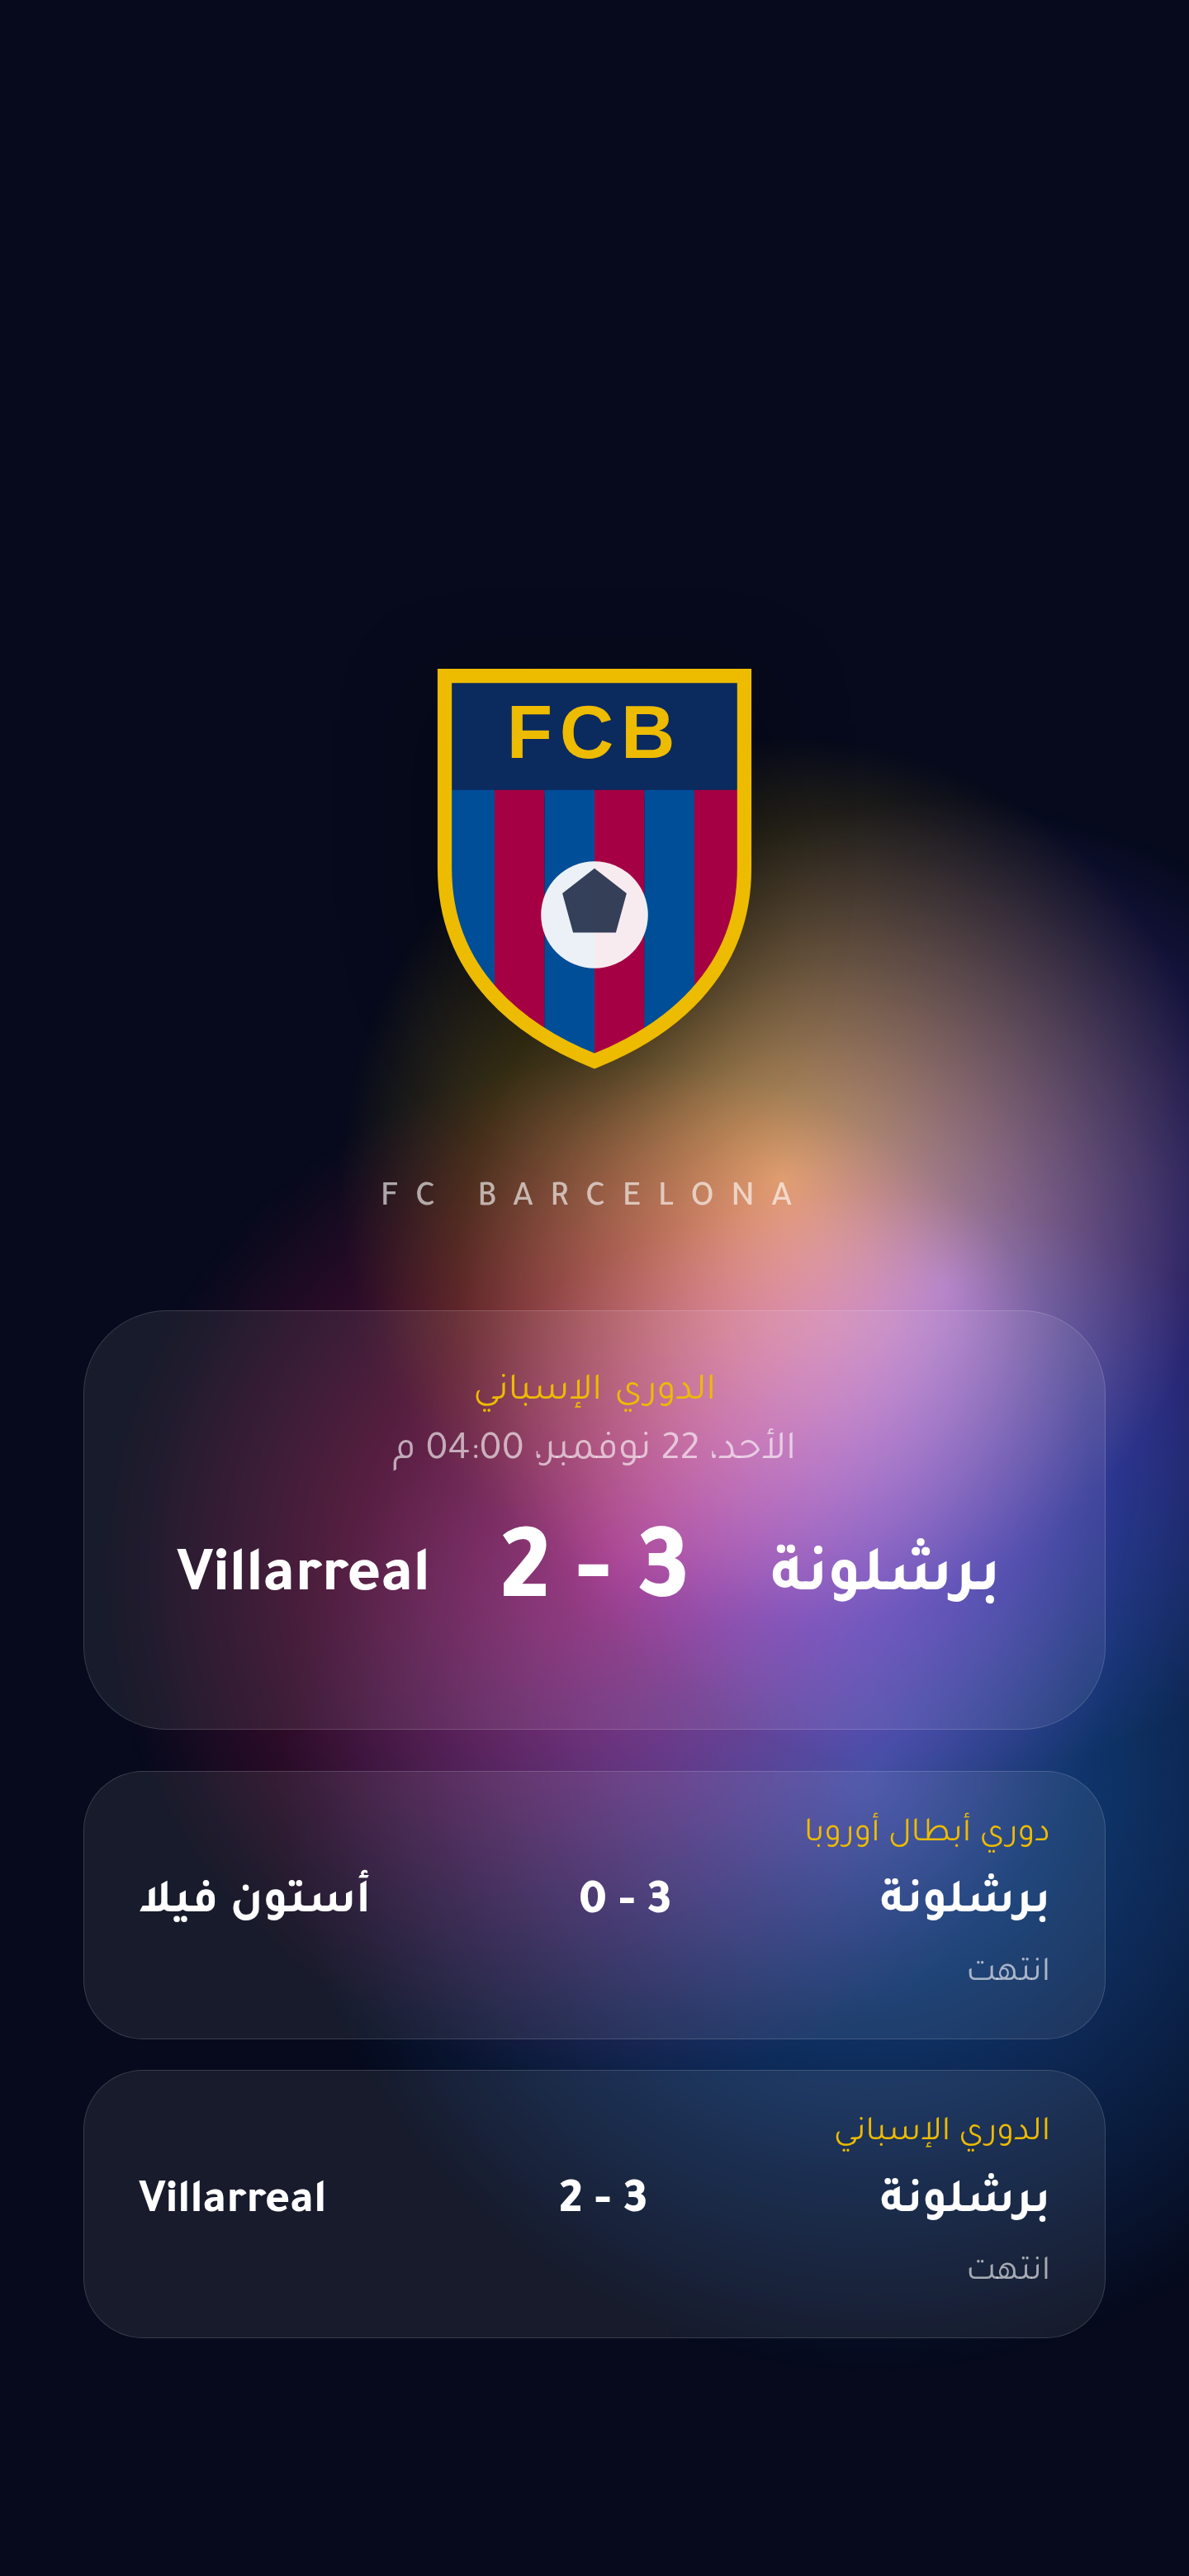 FCB
FC BARCELONA
الدوري الإسباني
الأحد، 22 نوفمبر، 04:00 م
برشلونة 3 - 2 Villarreal
دوري أبطال أوروبا
برشلونة 3 - 0 أستون فيلا
انتهت
الدوري الإسباني
برشلونة 3 - 2 Villarreal
انتهت